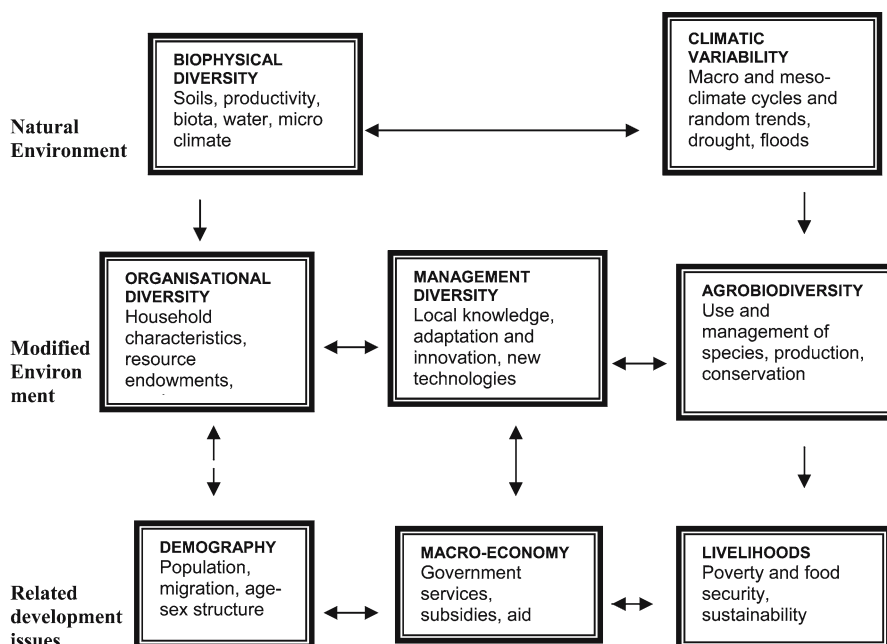 Natural
Environment
BIOPHYSICAL
DIVERSITY
Soils, productivity,
biota, water, micro
climate
CLIMATIC
VARIABILITY
Macro and meso-
climate cycles and
random trends,
drought, floods
Modified
Environ
ment
ORGANISATIONAL
DIVERSITY
Household
characteristics,
resource
endowments,
MANAGEMENT
DIVERSITY
Local knowledge,
adaptation and
innovation, new
technologies
AGROBIODIVERSITY
Use and
management of
species, production,
conservation
Related
development
issues
DEMOGRAPHY
Population,
migration, age-
sex structure
MACRO-ECONOMY
Government
services,
subsidies, aid
LIVELIHOODS
Poverty and food
security,
sustainability